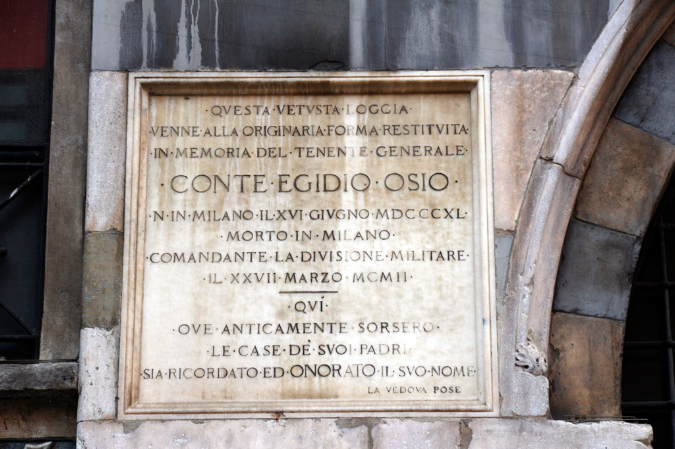 ·QVESTA·VETVSTA·LOGGIA·
VENNE·ALLA·ORIGINARIA·FORMA·RESTITVITA·
·IN·MEMORIA·DEL·TENENTE·GENERALE·
·CONTE·EGIDIO·OSIO·
·N·IN·MILANO·IL·XVI·GIVGNO·MDCCCXL·
·MORTO·IN·MILANO·
·COMANDANTE·LA·DIVISIONE·MILITARE·
·IL·XXVII·MARZO·MCMII·
·QVI·
·OVE·ANTICAMENTE·SORSERO·
·LE·CASE·DE'·SVOI·PADRI·
·SIA·RICORDATO·ED·ONORATO·IL·SVO·NOME·
LA VEDOVA POSE